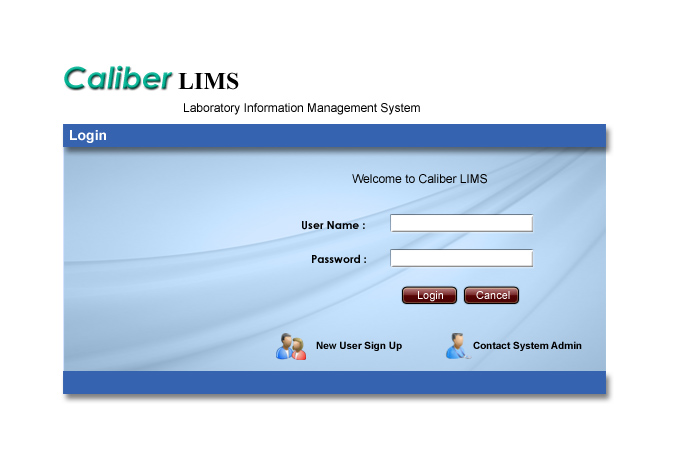 Caliber LIMS
Laboratory Information Management System
Login
Welcome to Caliber LIMS
User Name :
Password :
Login Cancel
New User Sign Up Contact System Admin